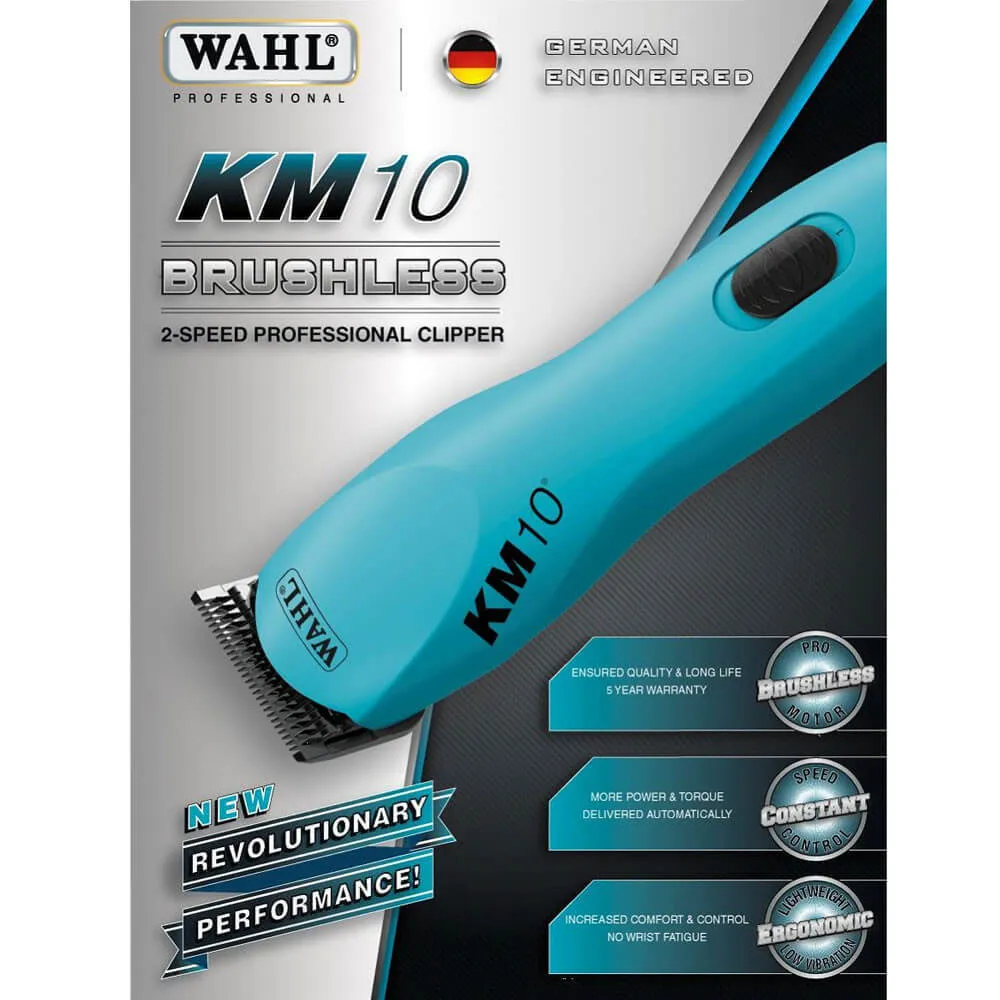 WAHL®
PROFESSIONAL
GERMAN
ENGINEERED
KM10
BRUSHLESS
2-SPEED PROFESSIONAL CLIPPER
KM10®
WAHL®
ENSURED QUALITY & LONG LIFE
5 YEAR WARRANTY
PRO
BRUSHLESS
MOTOR
MORE POWER & TORQUE
DELIVERED AUTOMATICALLY
SPEED
CONSTANT
CONTROL
NEW
REVOLUTIONARY
PERFORMANCE!
INCREASED COMFORT & CONTROL
NO WRIST FATIGUE
LIGHTWEIGHT
ERGONOMIC
LOW VIBRATION